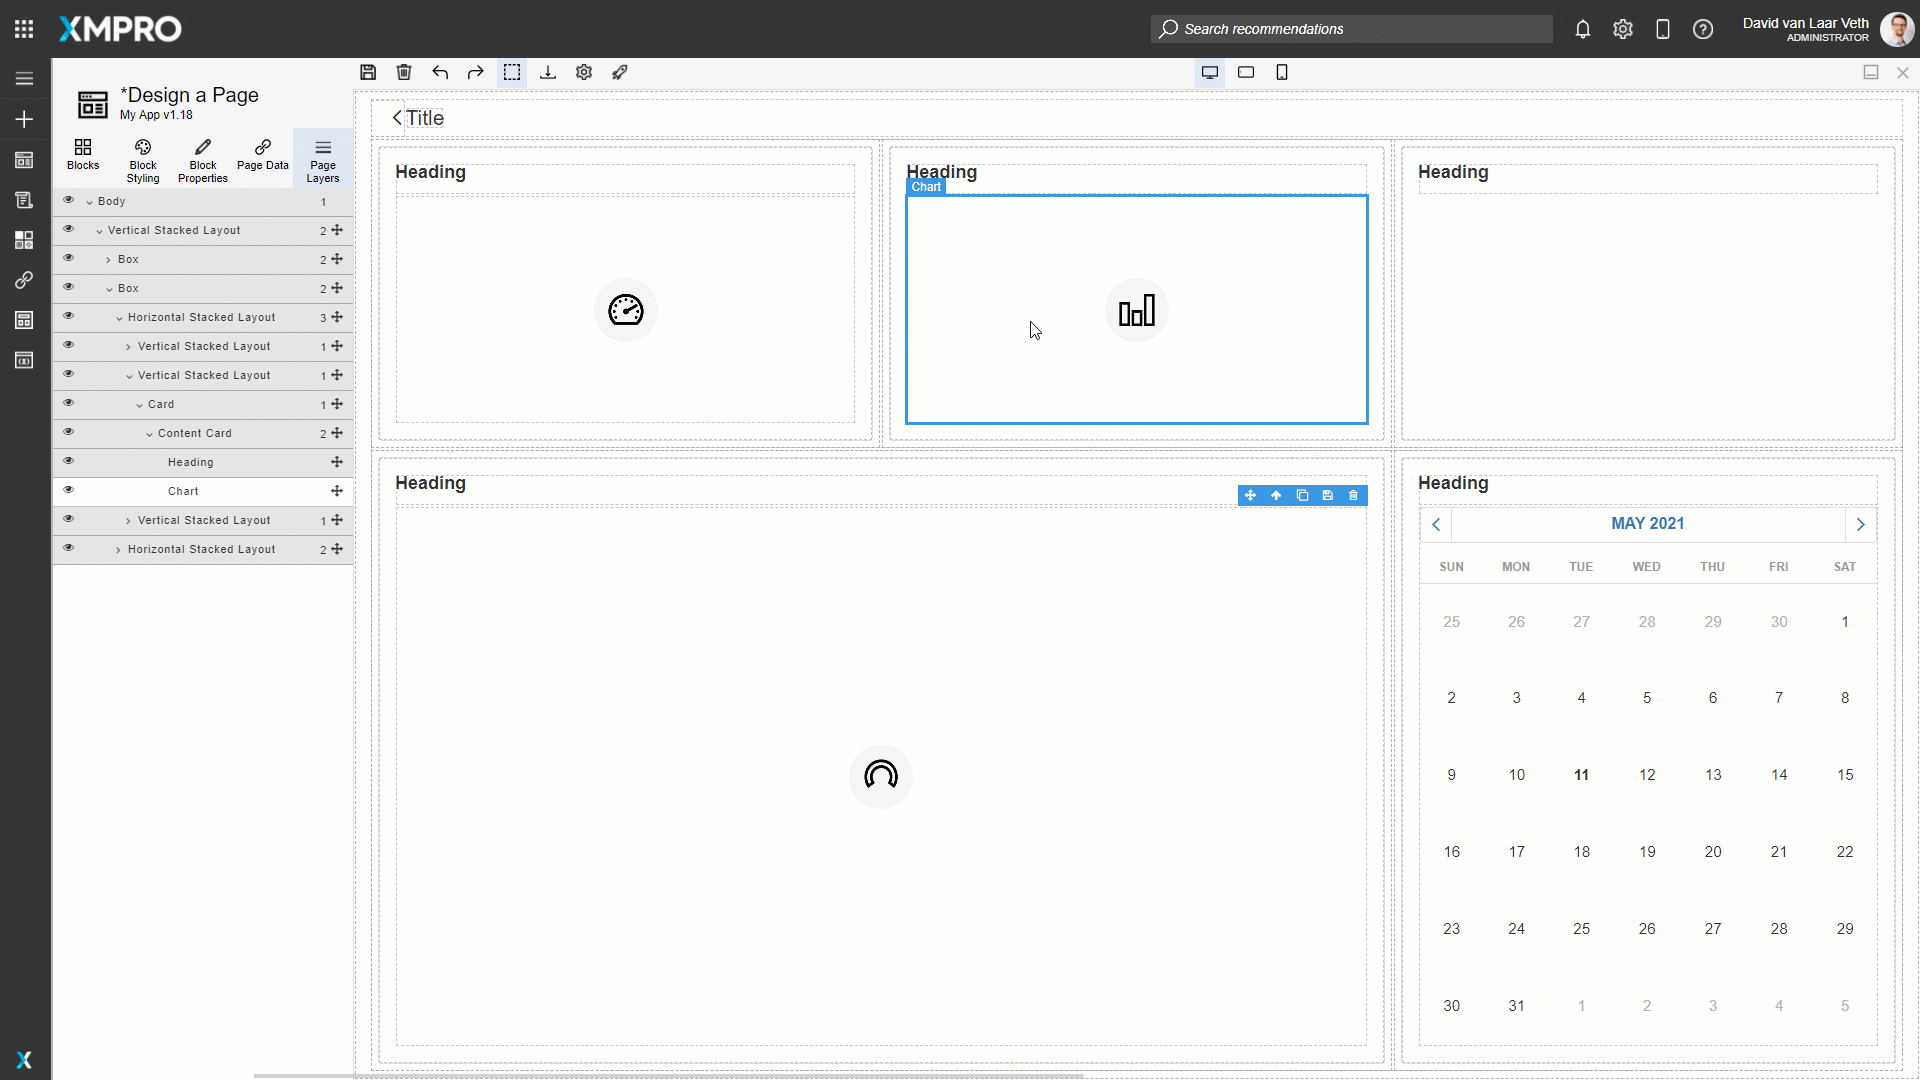 XMPRO
Search recommendations
David van Laar Veth
ADMINISTRATOR
*Design a Page
My App v1.18
Blocks
Block Styling
Block Properties
Page Data
Page Layers
Body 1
Vertical Stacked Layout 2
Box 2
Box 2
Horizontal Stacked Layout 3
Vertical Stacked Layout 1
Vertical Stacked Layout 1
Card 1
Content Card 2
Heading
Chart
Vertical Stacked Layout 1
Horizontal Stacked Layout 2
Title
Heading
Heading
Chart
Heading
Heading
Heading
MAY 2021
SUN MON TUE WED THU FRI SAT
25 26 27 28 29 30 1
2 3 4 5 6 7 8
9 10 11 12 13 14 15
16 17 18 19 20 21 22
23 24 25 26 27 28 29
30 31 1 2 3 4 5
X